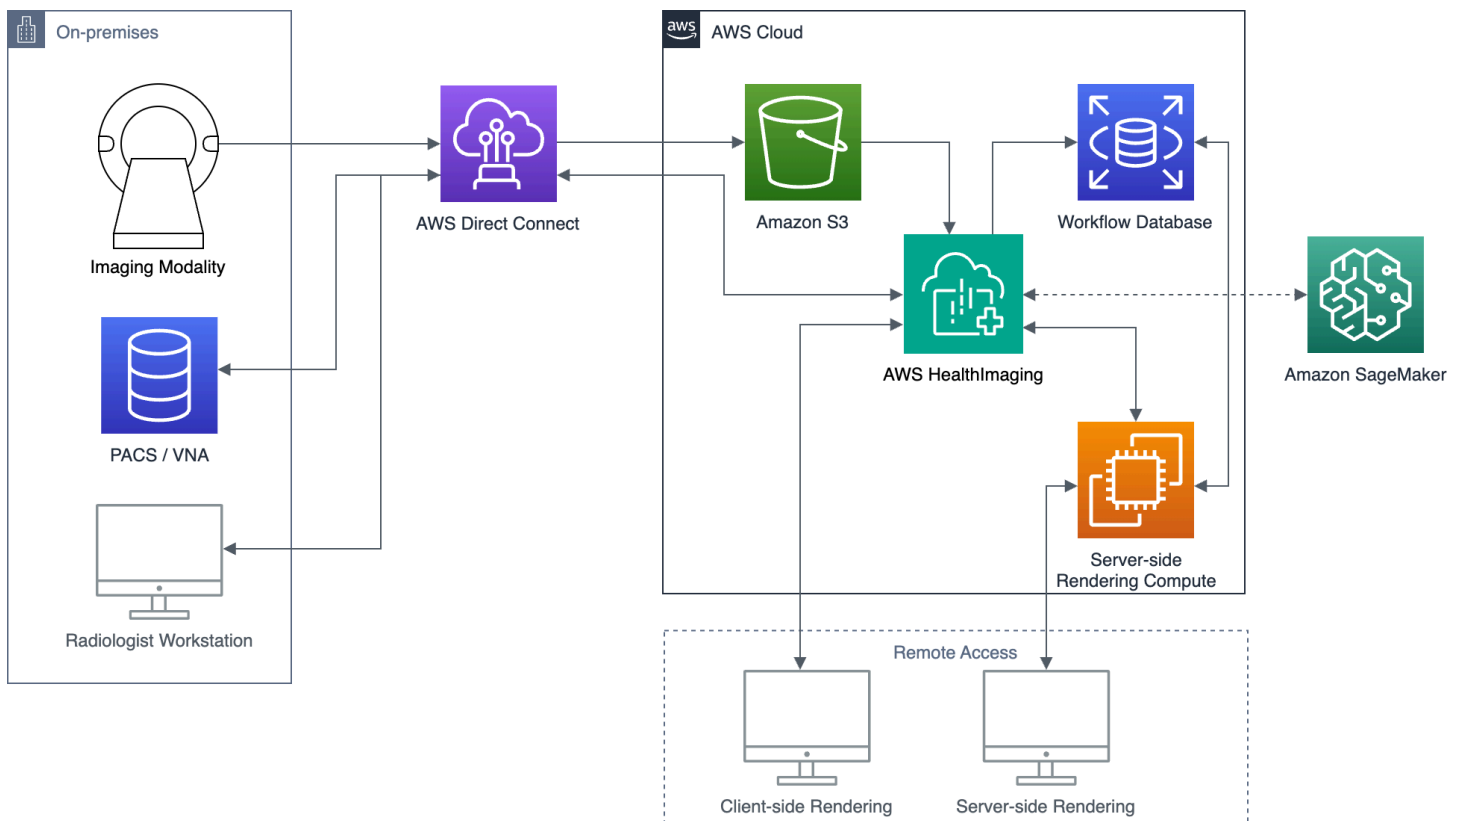 On-premises
aws
AWS Cloud
AWS Direct Connect
Amazon S3
Workflow Database
Imaging Modality
AWS HealthImaging
Amazon SageMaker
PACS / VNA
Server-side
Rendering Compute
Radiologist Workstation
Remote Access
Client-side Rendering
Server-side Rendering